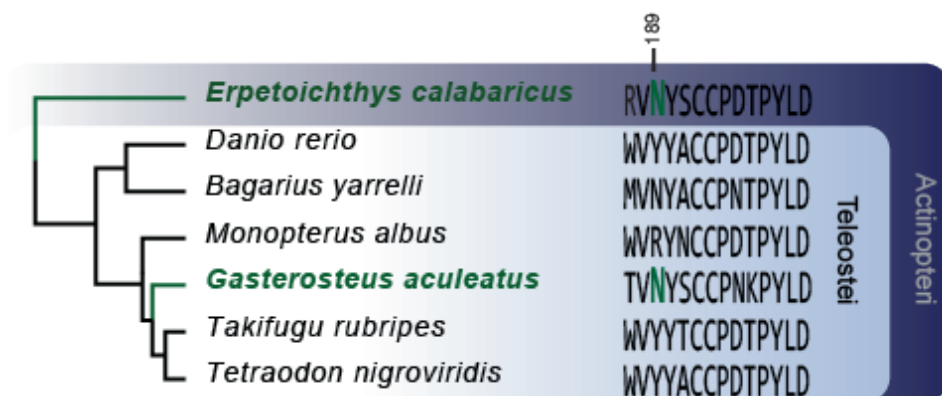 189
Erpetoichthys calabaricus RVNYSCCPDTPYLD
Danio rerio WVYYACCPDTPYLD
Bagarius yarrelli MVNYACCPNTPYLD
Monopterus albus WVRYNCCPDTPYLD
Gasterosteus aculeatus TVNYSCCPNKPYLD
Takifugu rubripes WVYYTCCPDTPYLD
Tetraodon nigroviridis WVYYACCPDTPYLD
Teleostei
Actinopteri